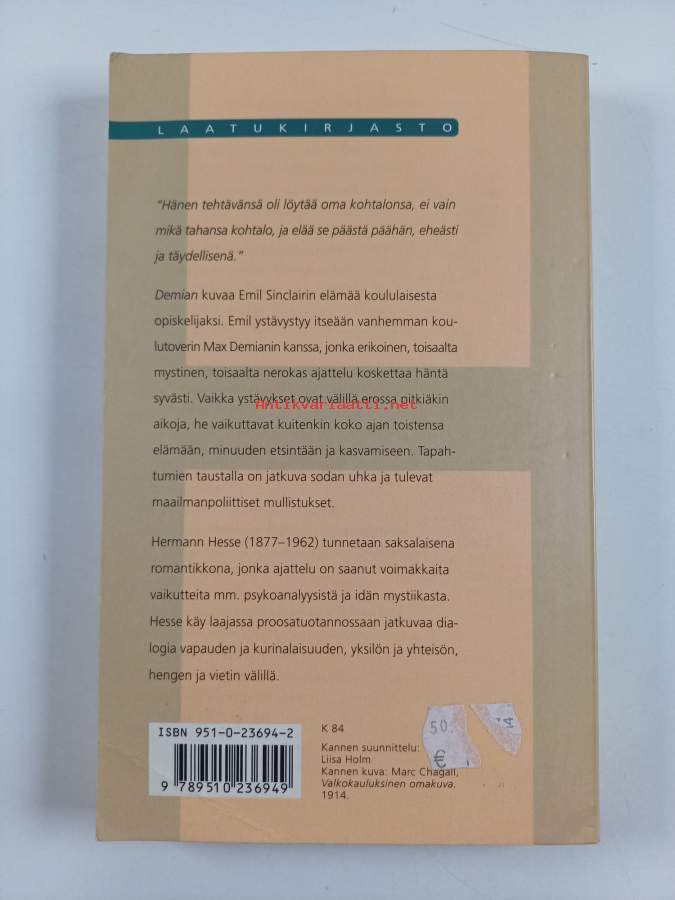 LAATUKIRJASTO
"Hänen tehtävänsä oli löytää oma kohtalonsa, ei vain
mikä tahansa kohtalo, ja elää se päästä päähän, eheästi
ja täydellisenä."
Demian kuvaa Emil Sinclairin elämää koululaisesta
opiskelijaksi. Emil ystävystyy itseään vanhemman kou-
lutoverin Max Demianin kanssa, jonka erikoinen, toisaalta
mystinen, toisaalta nerokas ajattelu koskettaa häntä
syvästi. Vaikka ystävykset ovat välillä erossa pitkiäkin
Antikvariaatti.net
aikoja, he vaikuttavat kuitenkin koko ajan toistensa
elämään, minuuden etsintään ja kasvamiseen. Tapah-
tumien taustalla on jatkuva sodan uhka ja tulevat
maailmanpoliittiset mullistukset.
Hermann Hesse (1877–1962) tunnetaan saksalaisena
romantikkona, jonka ajattelu on saanut voimakkaita
vaikutteita mm. psykoanalyysistä ja idän mystiikasta.
Hesse käy laajassa proosatuotannossaan jatkuvaa dia-
logia vapauden ja kurinalaisuuden, yksilön ja yhteisön,
hengen ja vietin välillä.
ISBN 951-0-23694-2
9 789510 236949
K 84
Kannen suunnittelu:
Liisa Holm
Kannen kuva: Marc Chagall,
Valkokauluksinen omakuva.
1914.
50.
€